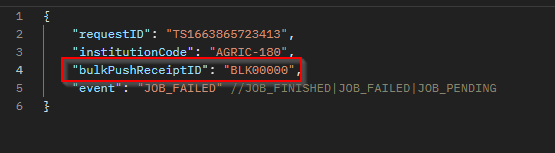 1 {
2 "requestID": "TS1663865723413",
3 "institutionCode": "AGRIC-180",
4 "bulkPushReceiptID": "BLK00000",
5 "event": "JOB_FAILED" //JOB_FINISHED|JOB_FAILED|JOB_PENDING
6 }